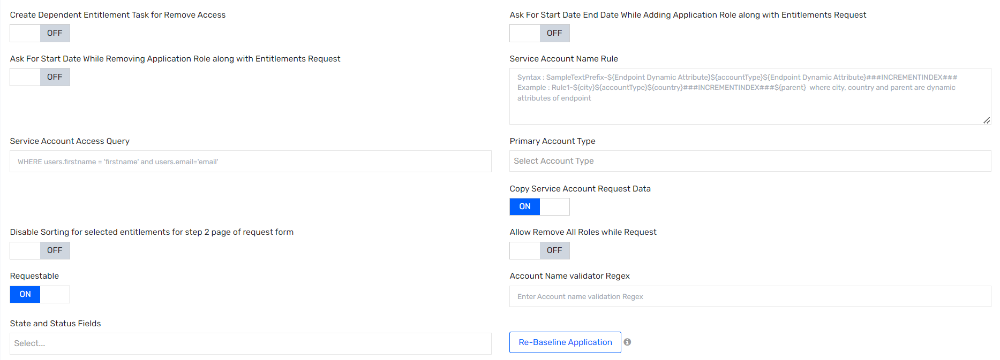 Create Dependent Entitlement Task for Remove Access
OFF
Ask For Start Date End Date While Adding Application Role along with Entitlements Request
OFF
Ask For Start Date While Removing Application Role along with Entitlements Request
OFF
Service Account Name Rule
Syntax : SampleTextPrefix-${Endpoint Dynamic Attribute}${accountType}${Endpoint Dynamic Attribute}###INCREMENTINDEX###
Example : Rule1-${city}${accountType}${country}###INCREMENTINDEX###${parent}  where city, country and parent are dynamic
attributes of endpoint
Service Account Access Query
WHERE users.firstname = 'firstname' and users.email='email'
Primary Account Type
Select Account Type
Copy Service Account Request Data
ON
Disable Sorting for selected entitlements for step 2 page of request form
OFF
Allow Remove All Roles while Request
OFF
Requestable
ON
Account Name validator Regex
Enter Account name validation Regex
State and Status Fields
Select...
Re-Baseline Application